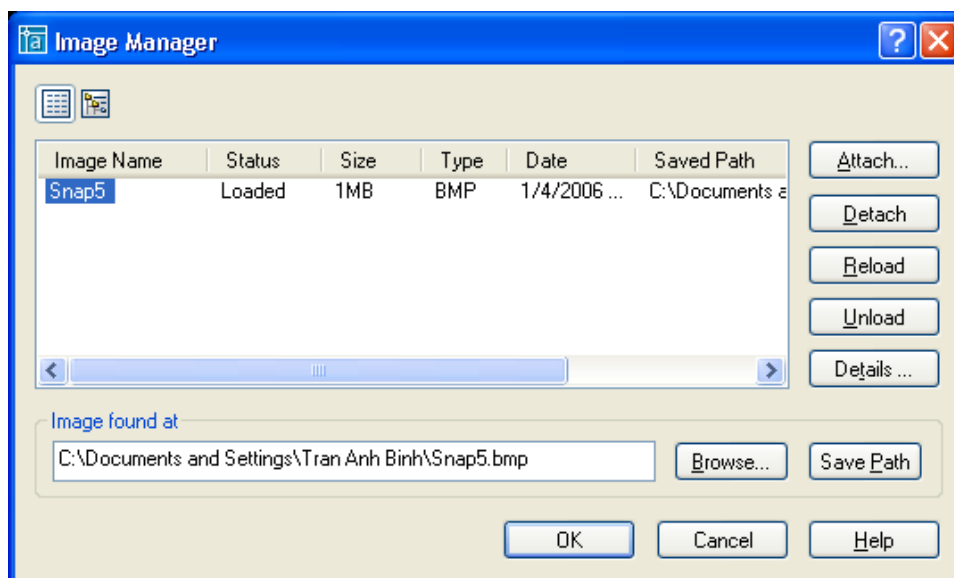 Image Manager
Image Name Status Size Type Date Saved Path
Snap5 Loaded 1MB BMP 1/4/2006 ... C:\Documents a
Attach...
Detach
Reload
Unload
Details ...
Image found at
C:\Documents and Settings\Tran Anh Binh\Snap5.bmp Browse... Save Path
OK Cancel Help